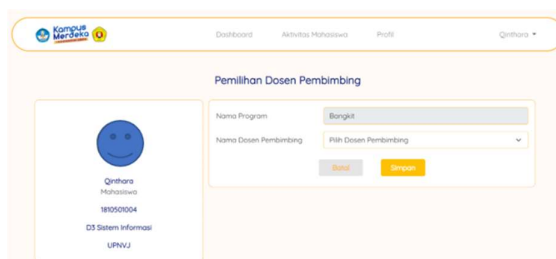 Kampus
Merdeka
Dashboard Aktivitas Mahasiswa Profil Qinthara
Pemilihan Dosen Pembimbing
Nama Program Bangkit
Nama Dosen Pembimbing Pilih Dosen Pembimbing
Batal Simpan
Qinthara
Mahasiswa
1810501004
D3 Sistem Informasi
UPNVJ